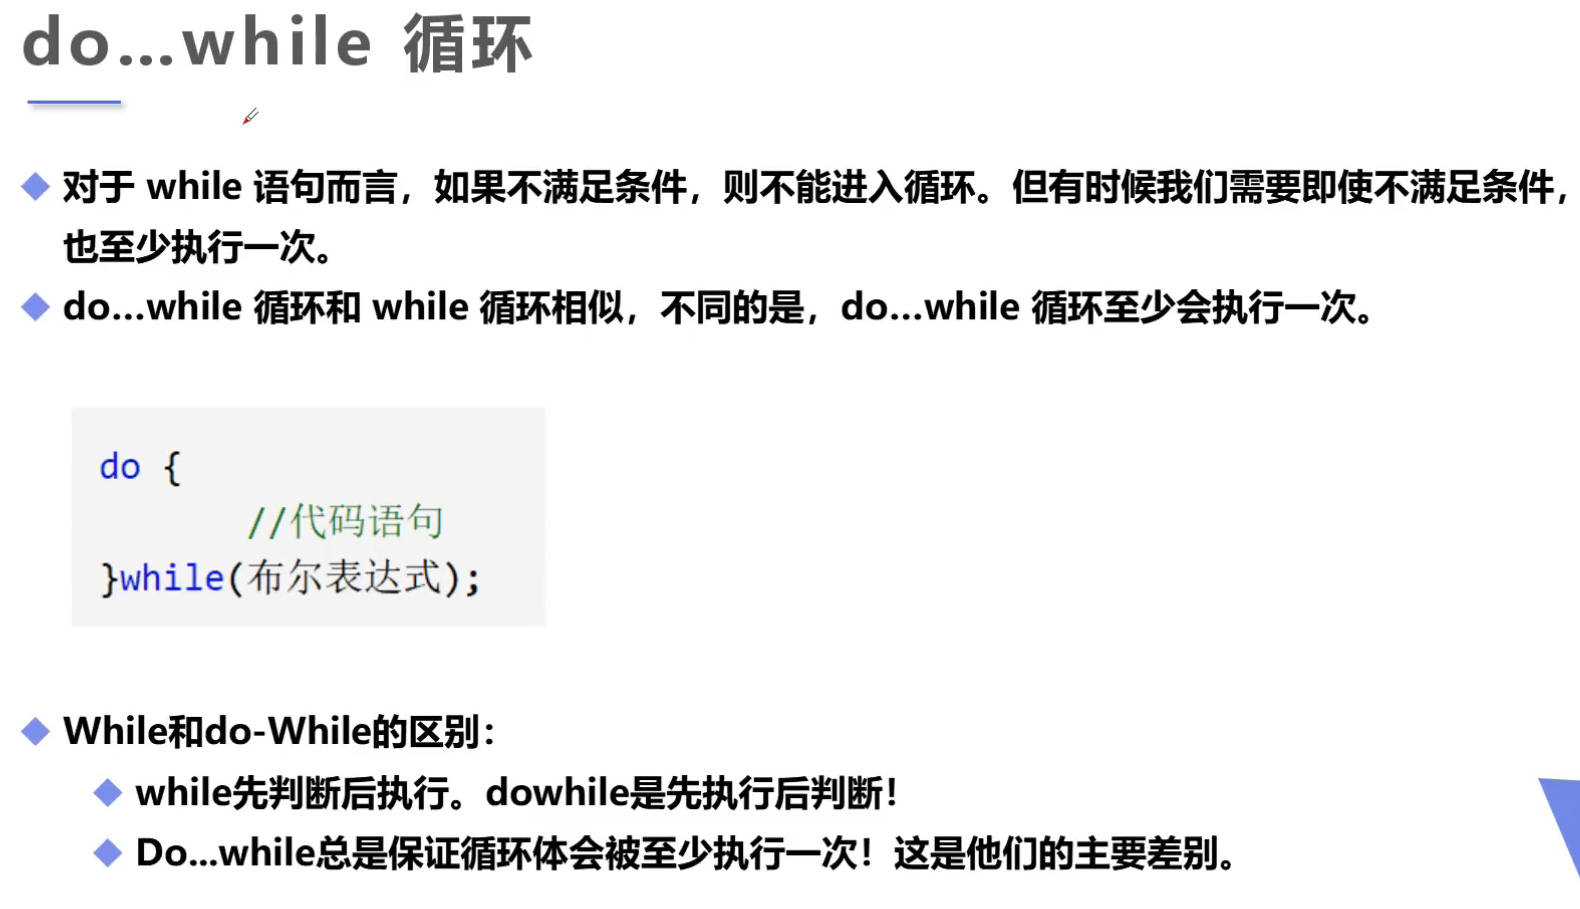 do...while 循环
对于 while 语句而言，如果不满足条件，则不能进入循环。但有时候我们需要即使不满足条件，
也至少执行一次。
do...while 循环和 while 循环相似，不同的是，do...while 循环至少会执行一次。
do {
//代码语句
}while(布尔表达式);
While和do-While的区别：
while先判断后执行。dowhile是先执行后判断！
Do...while总是保证循环体会被至少执行一次！这是他们的主要差别。